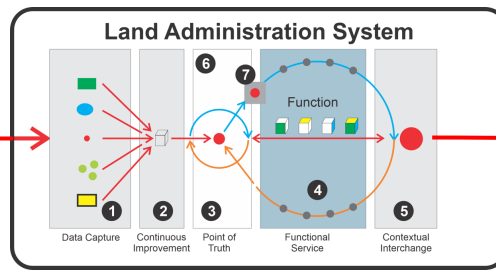 Land Administration System
6
7
Function
1
2
3
4
5
Data Capture
Continuous
Improvement
Point of
Truth
Functional
Service
Contextual
Interchange